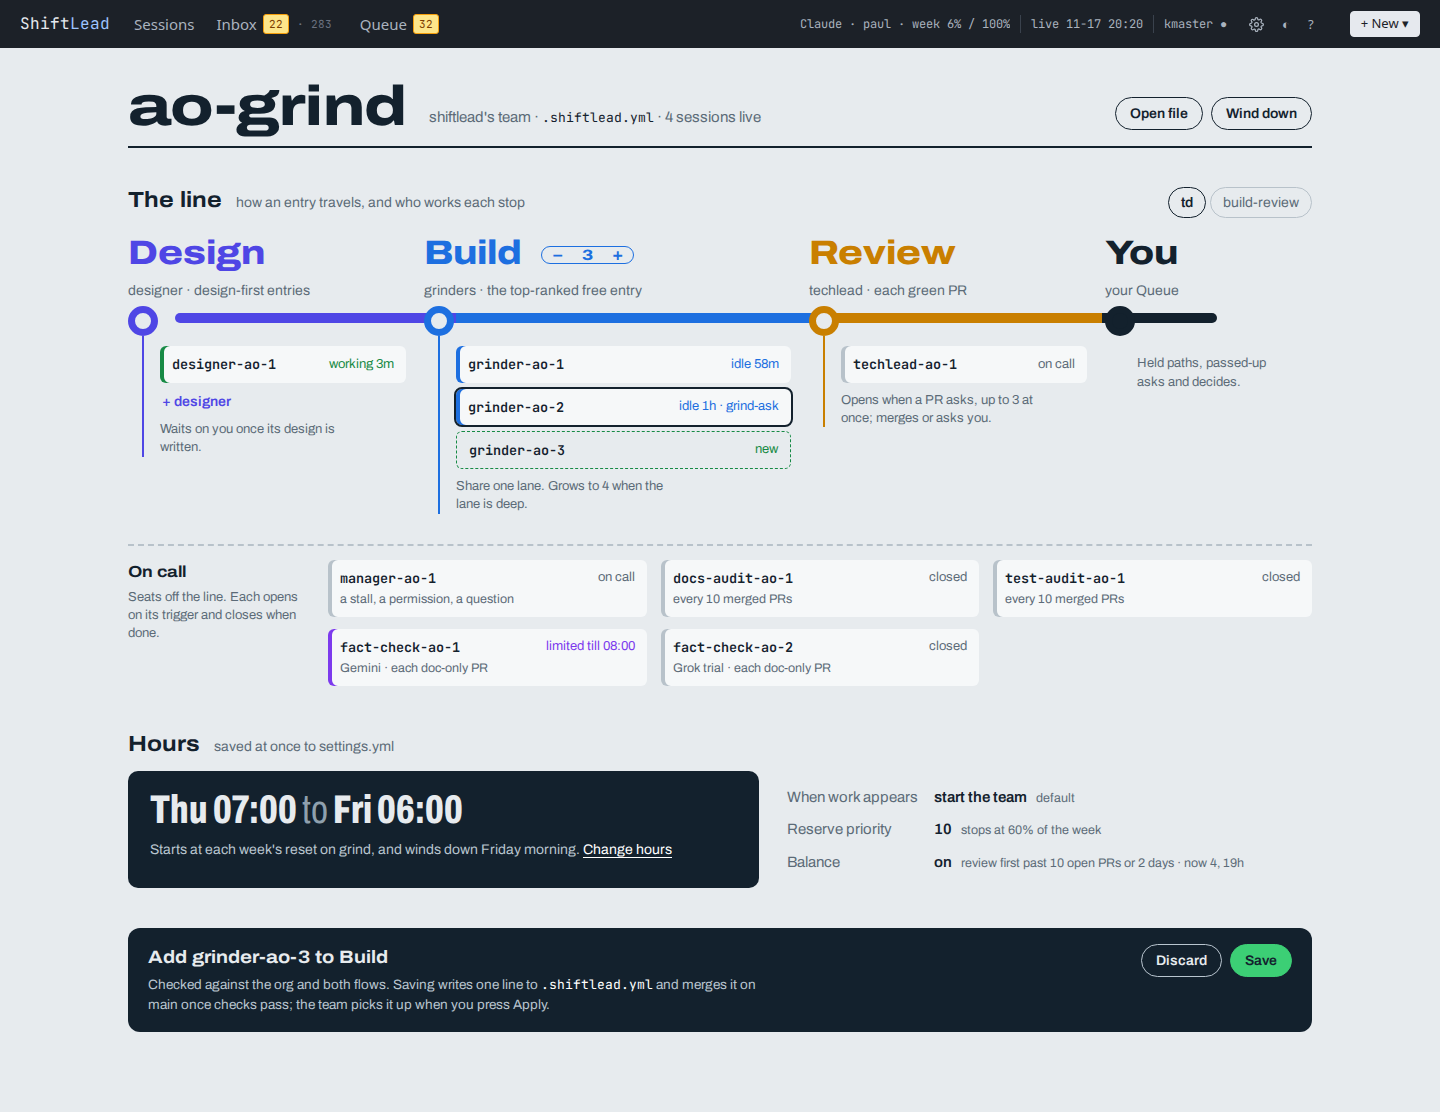 ShiftLead Sessions Inbox 22 · 283 Queue 32 Claude · paul · week 6% / 100% live 11-17 20:20 kmaster ● ? + New ▾
ao-grind shiftlead's team · .shiftlead.yml · 4 sessions live Open file Wind down
The line how an entry travels, and who works each stop td build-review
Design Build − 3 + Review You
designer · design-first entries grinders · the top-ranked free entry techlead · each green PR your Queue
designer-ao-1 working 3m
+ designer
Waits on you once its design is
written.
grinder-ao-1 idle 58m
grinder-ao-2 idle 1h · grind-ask
grinder-ao-3 new
Share one lane. Grows to 4 when the
lane is deep.
techlead-ao-1 on call
Opens when a PR asks, up to 3 at
once; merges or asks you.
Held paths, passed-up
asks and decides.
On call
Seats off the line. Each opens
on its trigger and closes when
done.
manager-ao-1 on call
a stall, a permission, a question
docs-audit-ao-1 closed
every 10 merged PRs
test-audit-ao-1 closed
every 10 merged PRs
fact-check-ao-1 limited till 08:00
Gemini · each doc-only PR
fact-check-ao-2 closed
Grok trial · each doc-only PR
Hours saved at once to settings.yml
Thu 07:00 to Fri 06:00
Starts at each week's reset on grind, and winds down Friday morning. Change hours
When work appears start the team default
Reserve priority 10 stops at 60% of the week
Balance on review first past 10 open PRs or 2 days · now 4, 19h
Add grinder-ao-3 to Build
Checked against the org and both flows. Saving writes one line to .shiftlead.yml and merges it on
main once checks pass; the team picks it up when you press Apply.
Discard Save